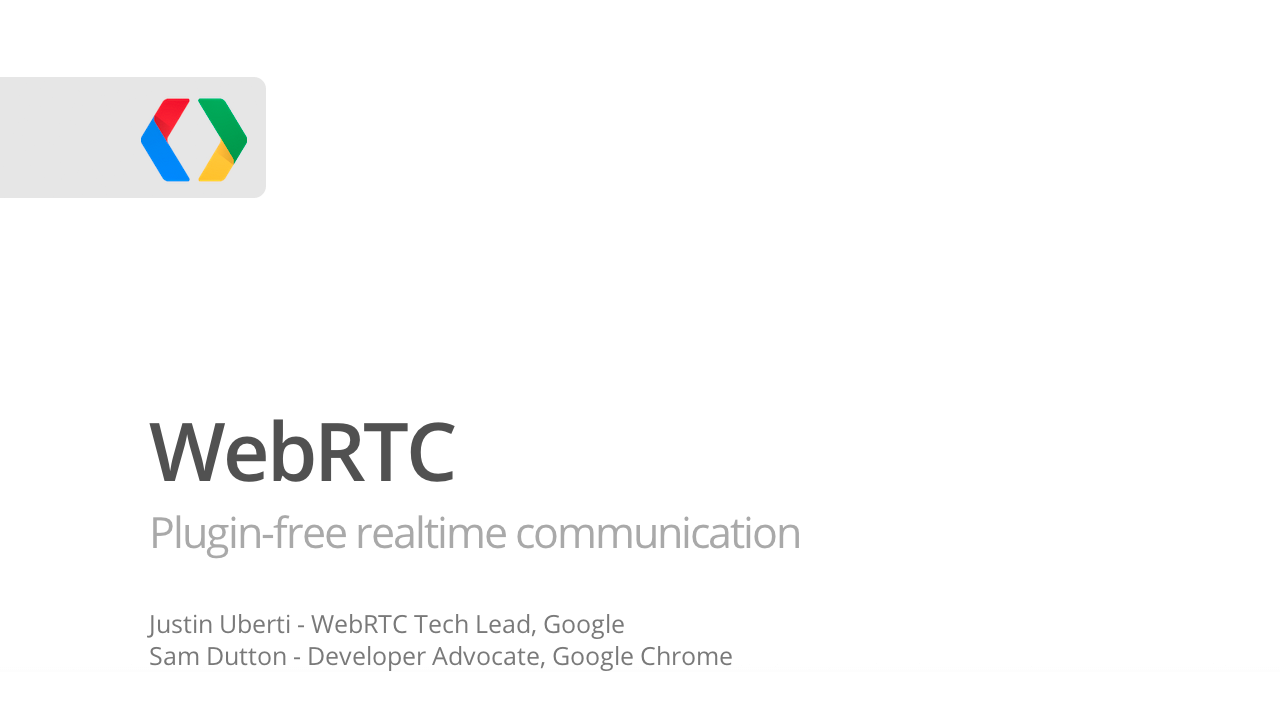 WebRTC
Plugin-free realtime communication
Justin Uberti - WebRTC Tech Lead, Google
Sam Dutton - Developer Advocate, Google Chrome